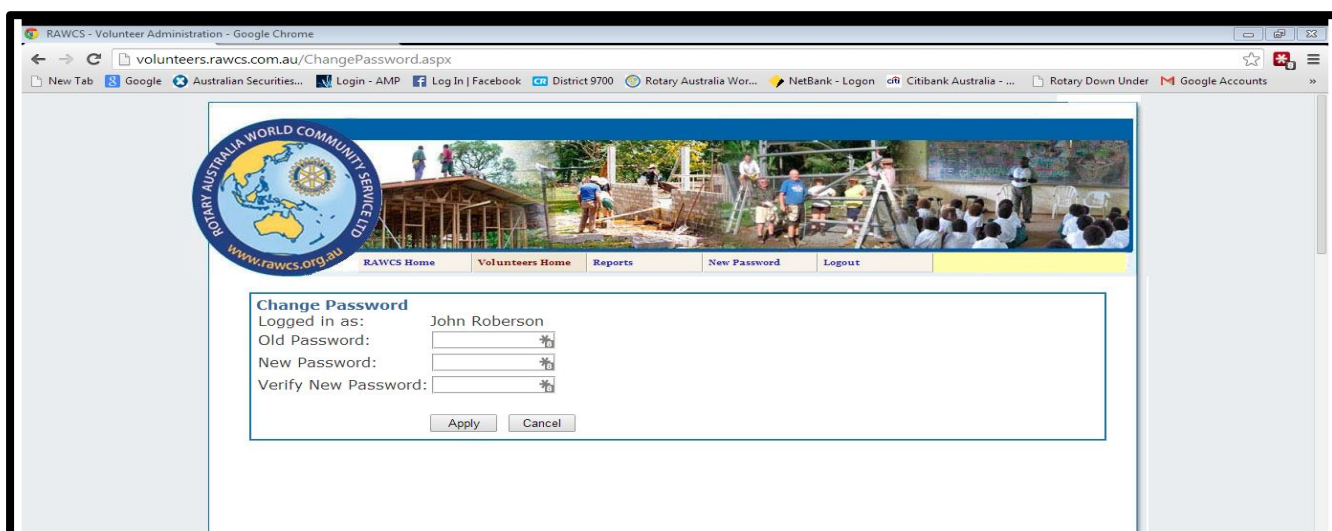 RAWCS - Volunteer Administration - Google Chrome
volunteers.rawcs.com.au/ChangePassword.aspx
New Tab Google Australian Securities... Login - AMP Log In | Facebook District 9700 Rotary Australia Wor... NetBank - Logon citi Citibank Australia - ... Rotary Down Under Google Accounts »
ROTARY AUSTRALIA WORLD COMMUNITY SERVICE LTD
www.rawcs.org.au
RAWCS Home Volunteers Home Reports New Password Logout
Change Password
Logged in as: John Roberson
Old Password:
New Password:
Verify New Password:
Apply Cancel